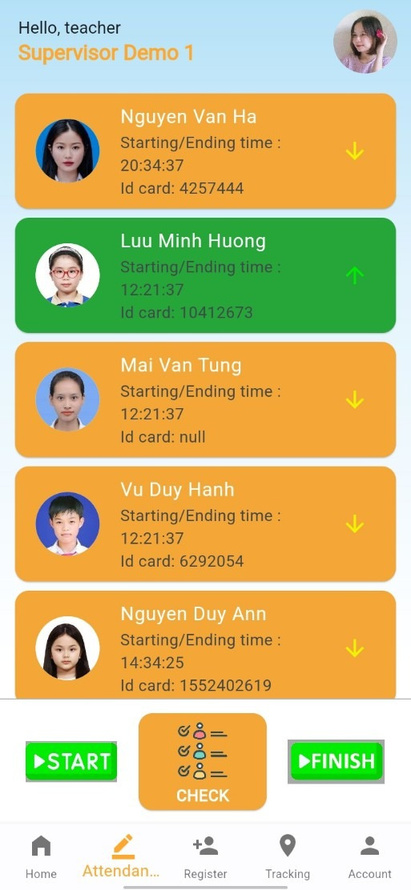 Hello, teacher
Supervisor Demo 1
Nguyen Van Ha
Starting/Ending time :
20:34:37
Id card: 4257444
Luu Minh Huong
Starting/Ending time :
12:21:37
Id card: 10412673
Mai Van Tung
Starting/Ending time :
12:21:37
Id card: null
Vu Duy Hanh
Starting/Ending time :
12:21:37
Id card: 6292054
Nguyen Duy Ann
Starting/Ending time :
14:34:25
Id card: 1552402619
START
CHECK
FINISH
Home
Attendan...
Register
Tracking
Account